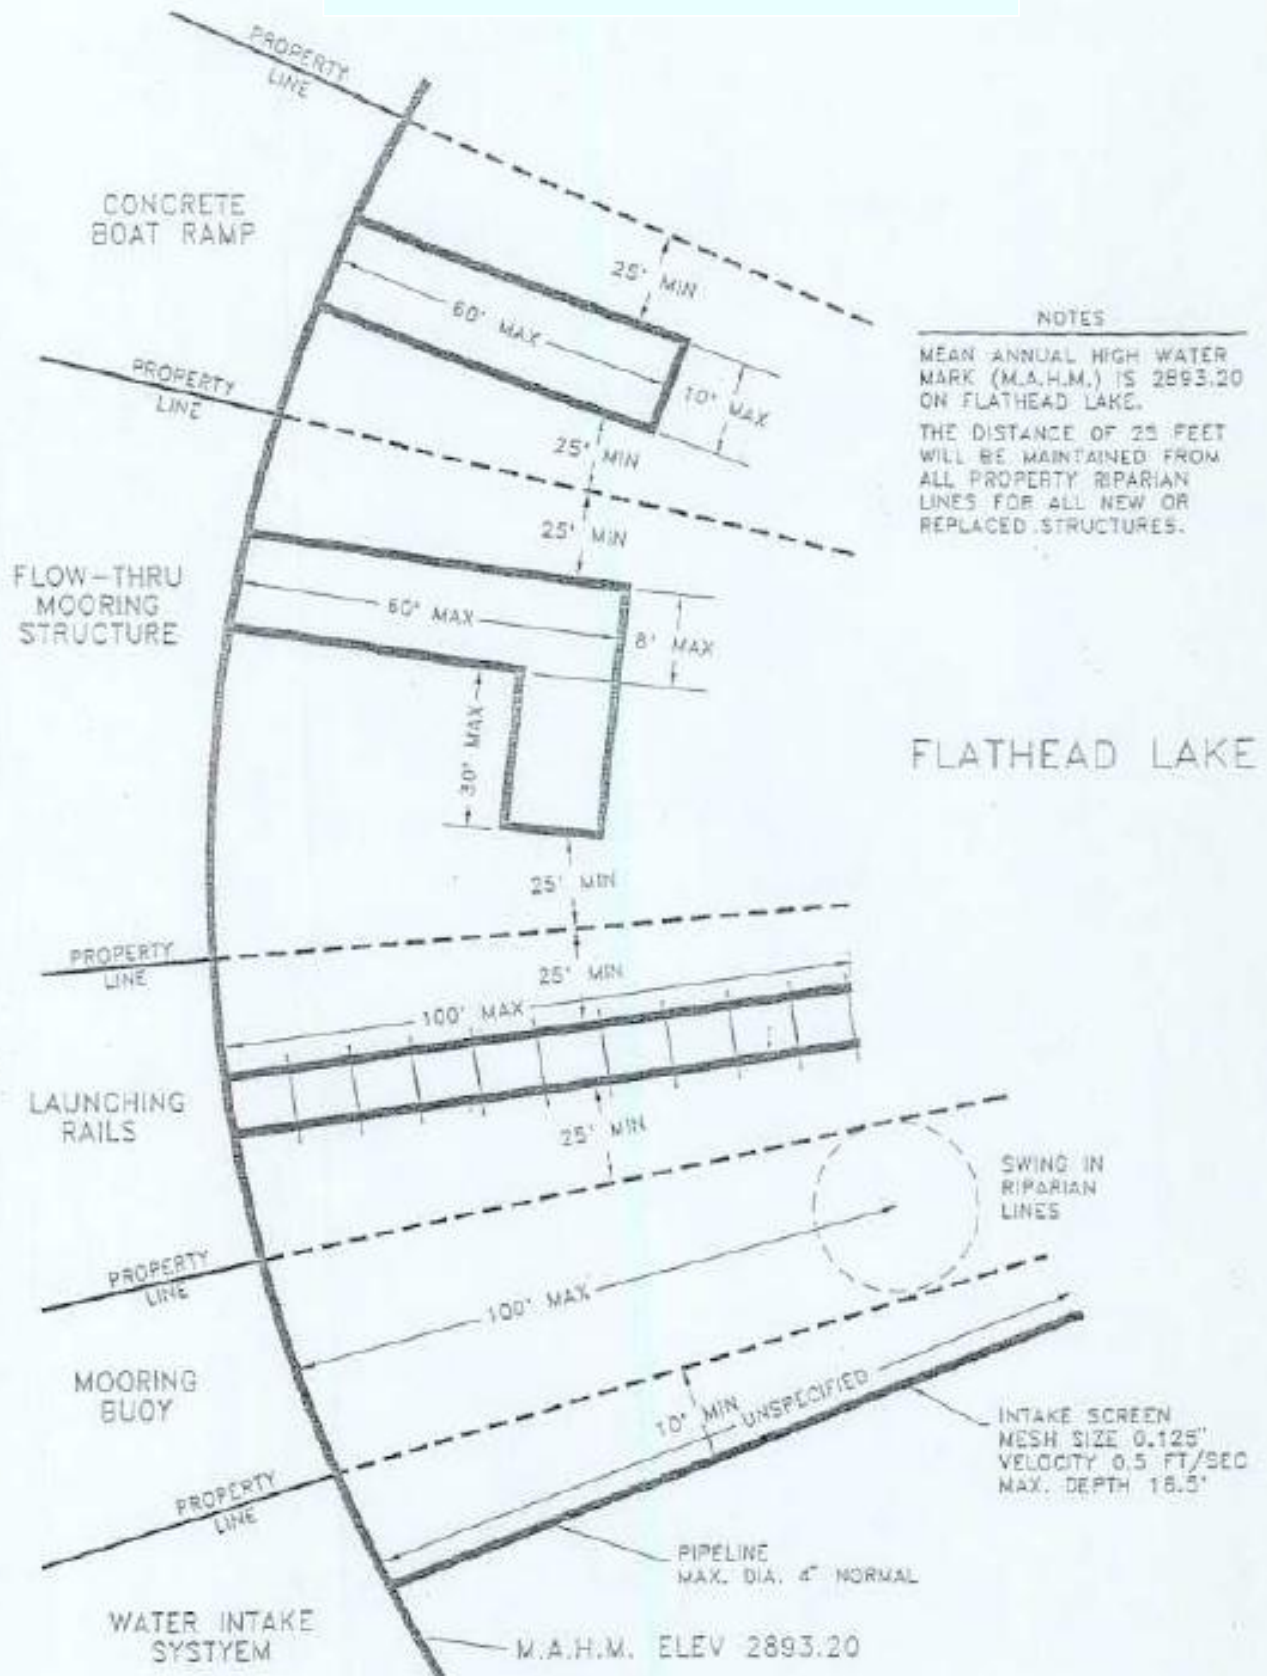 PROPERTY
LINE
CONCRETE
BOAT RAMP
25' MIN
60' MAX
10' MAX
25' MIN
NOTES
MEAN ANNUAL HIGH WATER
MARK (M.A.H.M.) IS 2893.20
ON FLATHEAD LAKE.
THE DISTANCE OF 25 FEET
WILL BE MAINTAINED FROM
ALL PROPERTY RIPARIAN
LINES FOR ALL NEW OR
REPLACED STRUCTURES.
PROPERTY
LINE
25' MIN
FLOW-THRU
MOORING
STRUCTURE
60' MAX
8' MAX
30' MAX
FLATHEAD LAKE
25' MIN
PROPERTY
LINE
25' MIN
100' MAX
LAUNCHING
RAILS
25' MIN
SWING IN
RIPARIAN
LINES
PROPERTY
LINE
100' MAX
MOORING
BUOY
10' MIN
UNSPECIFIED
INTAKE SCREEN
MESH SIZE 0.125"
VELOCITY 0.5 FT/SEC
MAX. DEPTH
PROPERTY
LINE
PIPELINE
MAX. DIA. 4" NORMAL
WATER INTAKE
SYSTYEM
M.A.H.M. ELEV 2893.20